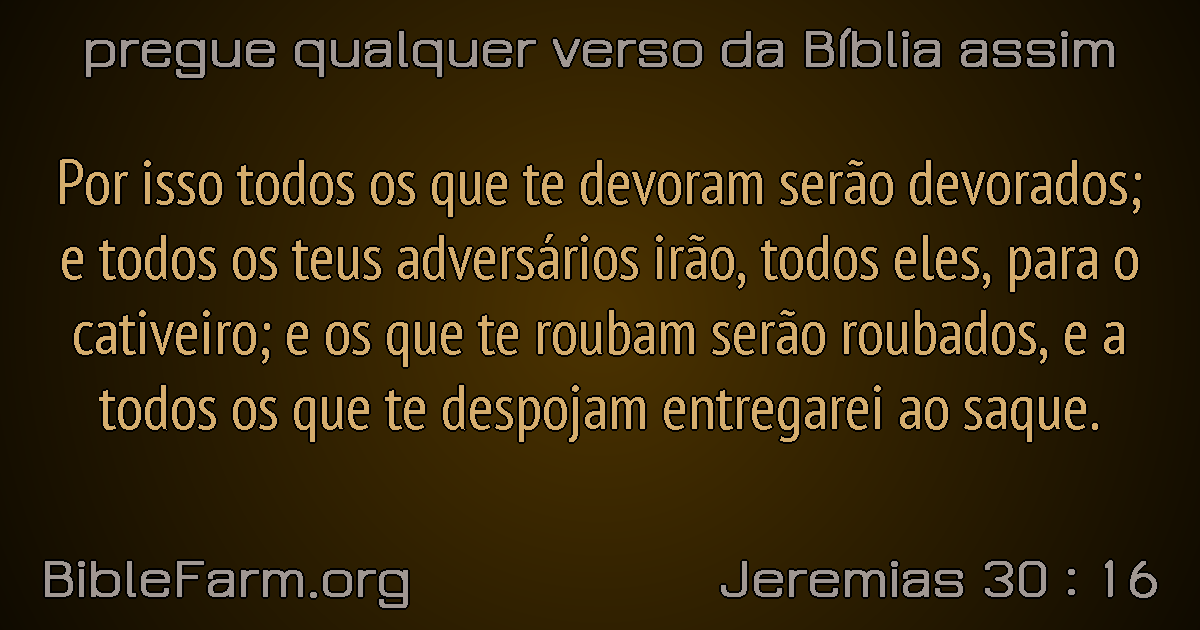 pregue qualquer verso da Bíblia assim
Por isso todos os que te devoram serão devorados;
e todos os teus adversários irão, todos eles, para o
cativeiro; e os que te roubam serão roubados, e a
todos os que te despojam entregarei ao saque.
BibleFarm.org
Jeremias 30 : 16